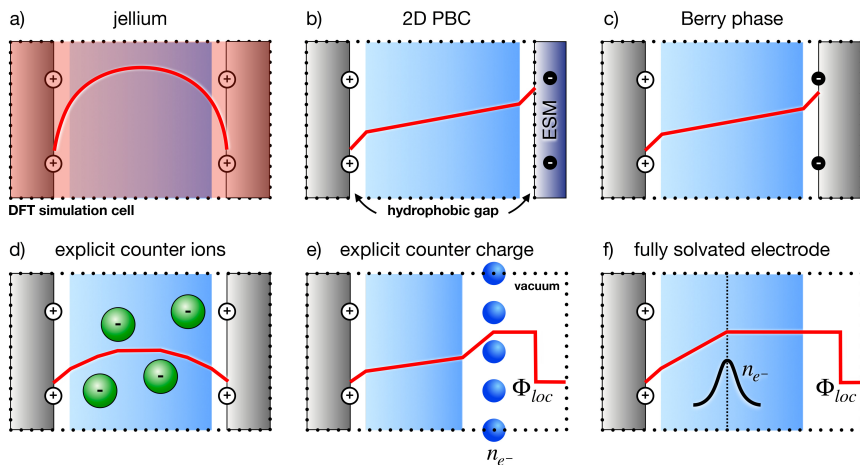 a) jellium
b) 2D PBC
c) Berry phase
+ + + +
+ + - - ESM
+ + - -
DFT simulation cell
hydrophobic gap
d) explicit counter ions
e) explicit counter charge
f) fully solvated electrode
vacuum
+ + - - - -
+ + + +
Φloc
ne−
ne−
Φloc